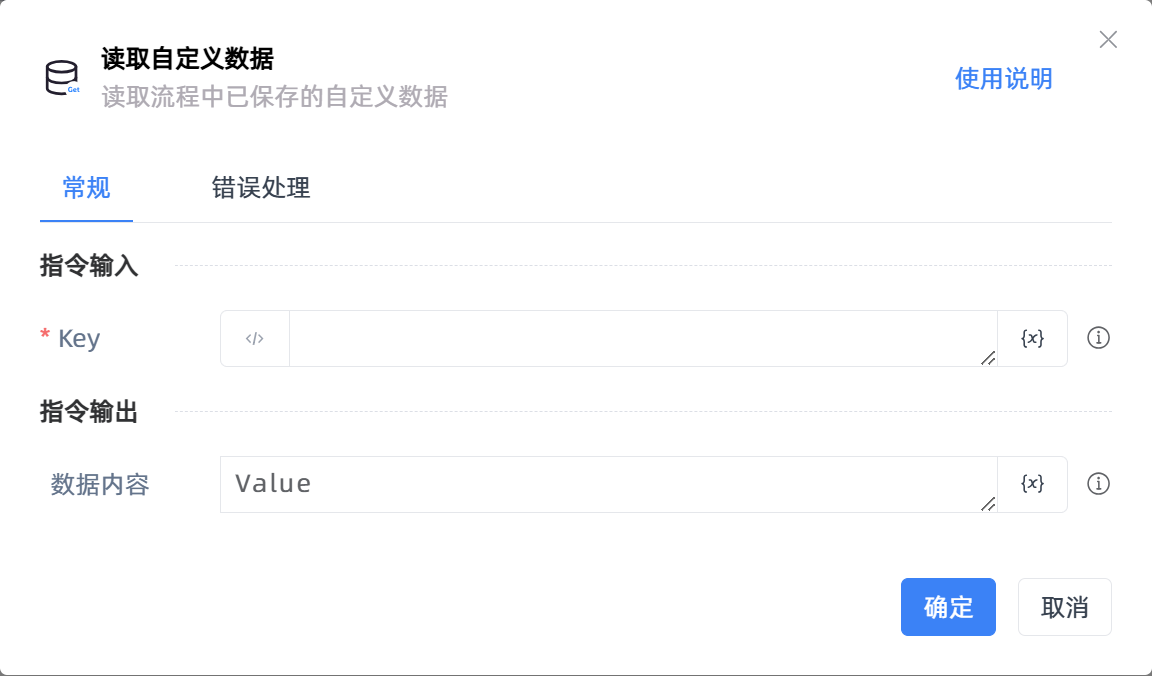 读取自定义数据
Get
读取流程中已保存的自定义数据
使用说明
常规
错误处理
指令输入
* Key
</>
{x}
指令输出
数据内容
Value
{x}
确定
取消